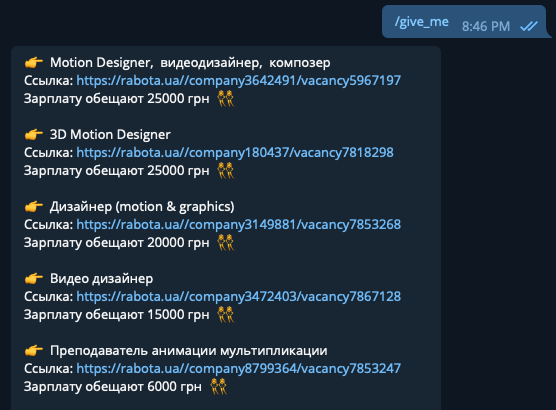 /give_me 8:46 PM
👉 Motion Designer, видеодизайнер, композер
Ссылка: https://rabota.ua//company3642491/vacancy5967197
Зарплату обещают 25000 грн 👯
👉 3D Motion Designer
Ссылка: https://rabota.ua//company180437/vacancy7818298
Зарплату обещают 25000 грн 👯
👉 Дизайнер (motion & graphics)
Ссылка: https://rabota.ua//company3149881/vacancy7853268
Зарплату обещают 20000 грн 👯
👉 Видео дизайнер
Ссылка: https://rabota.ua//company3472403/vacancy7867128
Зарплату обещают 15000 грн 👯
👉 Преподаватель анимации мультипликации
Ссылка: https://rabota.ua//company8799364/vacancy7853247
Зарплату обещают 6000 грн 👯